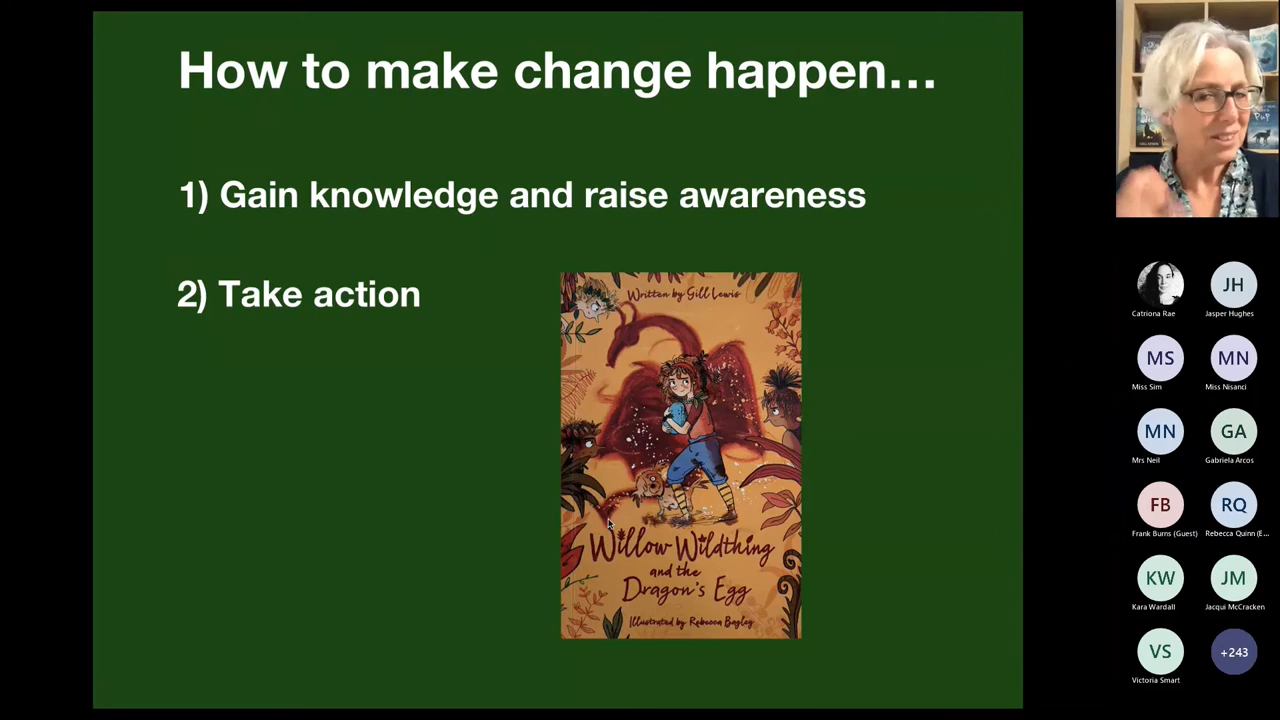 How to make change happen…
1) Gain knowledge and raise awareness
2) Take action
Written by Gill Lewis
Willow Wildthing
and the
Dragon's Egg
Illustrated by Rebecca Bagley
Pup
Catriona Rae
JH
Jasper Hughes
MS
Miss Sim
MN
Miss Nisanci
MN
Mrs Neil
GA
Gabriela Arcos
FB
Frank Burns (Guest)
RQ
Rebecca Quinn (E...
KW
Kara Wardall
JM
Jacqui McCracken
VS
Victoria Smart
+243